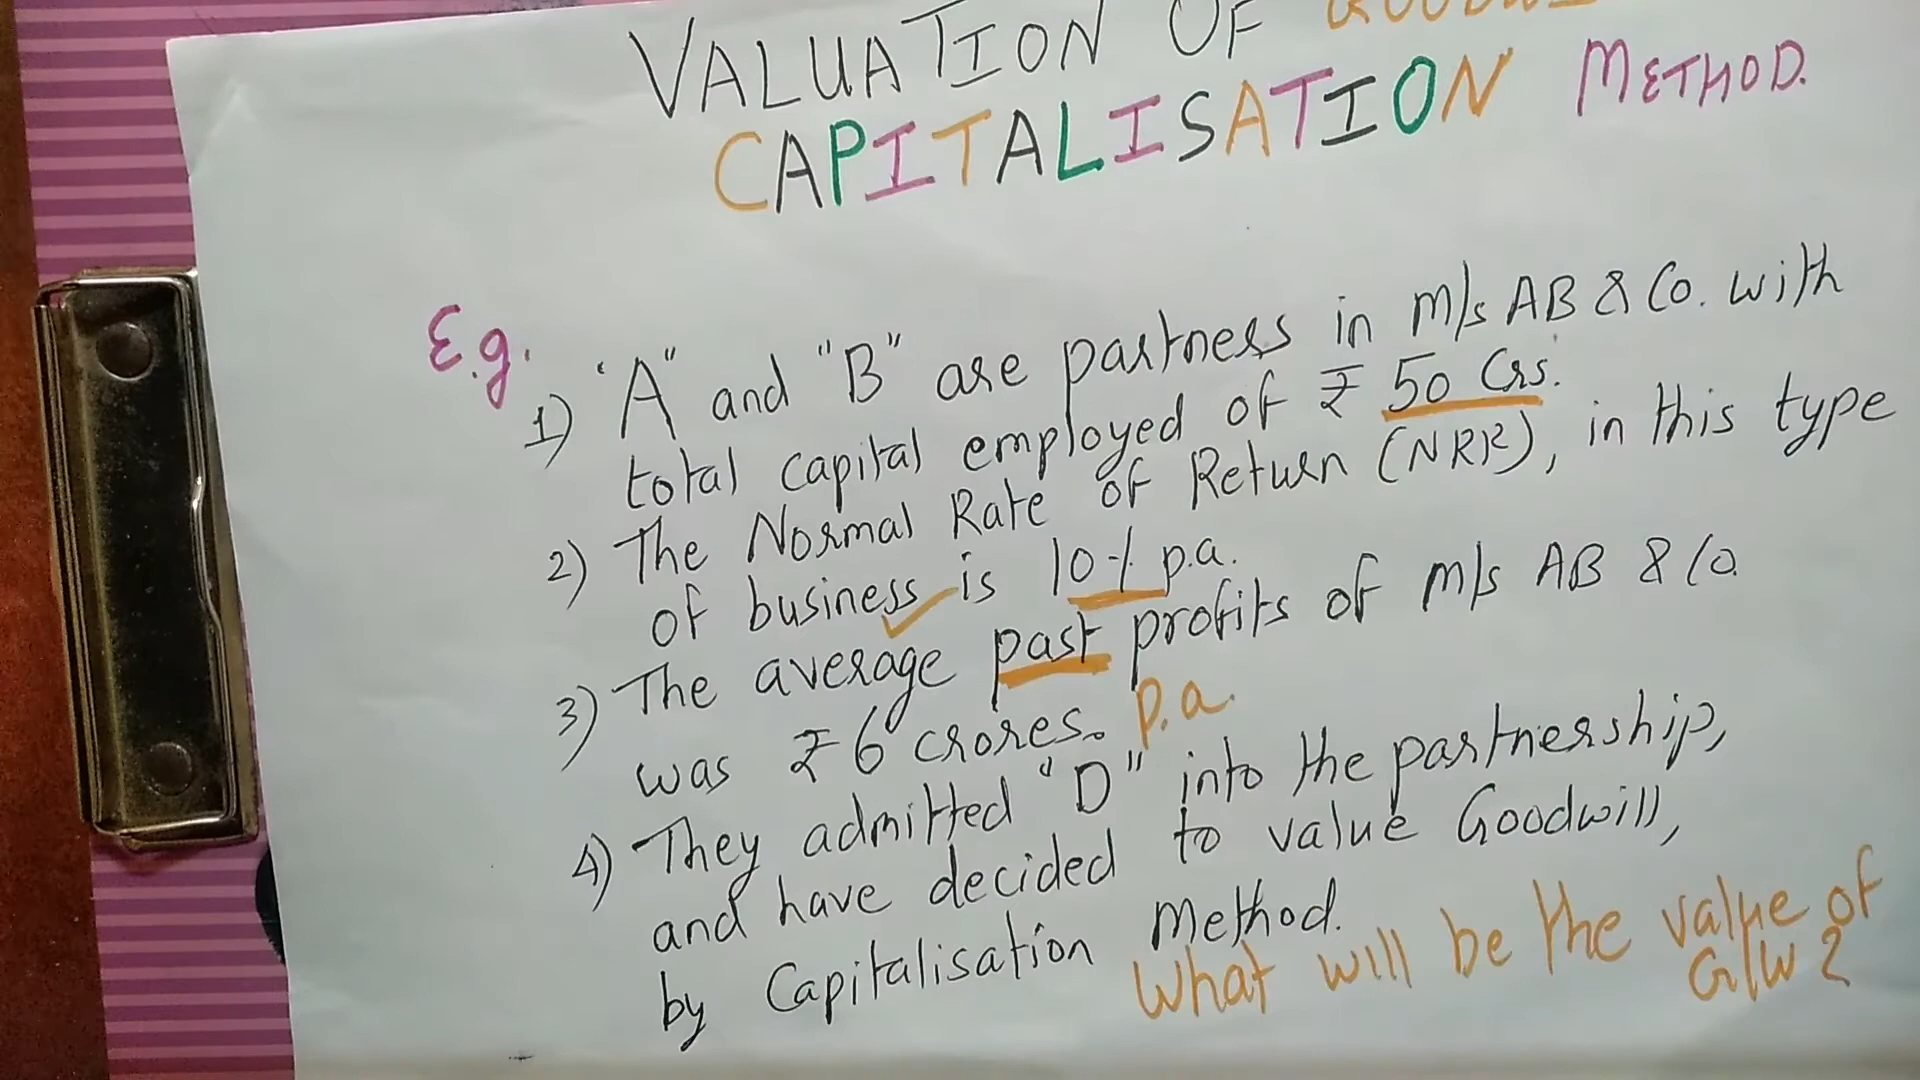 VALUATION OF
CAPITALISATION METHOD.
E.g.
1) "A" and "B" are partners in M/s AB & Co. with
total capital employed of ₹ 50 Crs.
2) The Normal Rate of Return (NRR), in this type
of business is 10% p.a.
3) The average past profits of M/s AB & Co
was ₹ 6 crores. p.a.
4) They admitted "D" into the partnership,
and have decided to value Goodwill,
by Capitalisation Method.
What will be the value of
G/W?